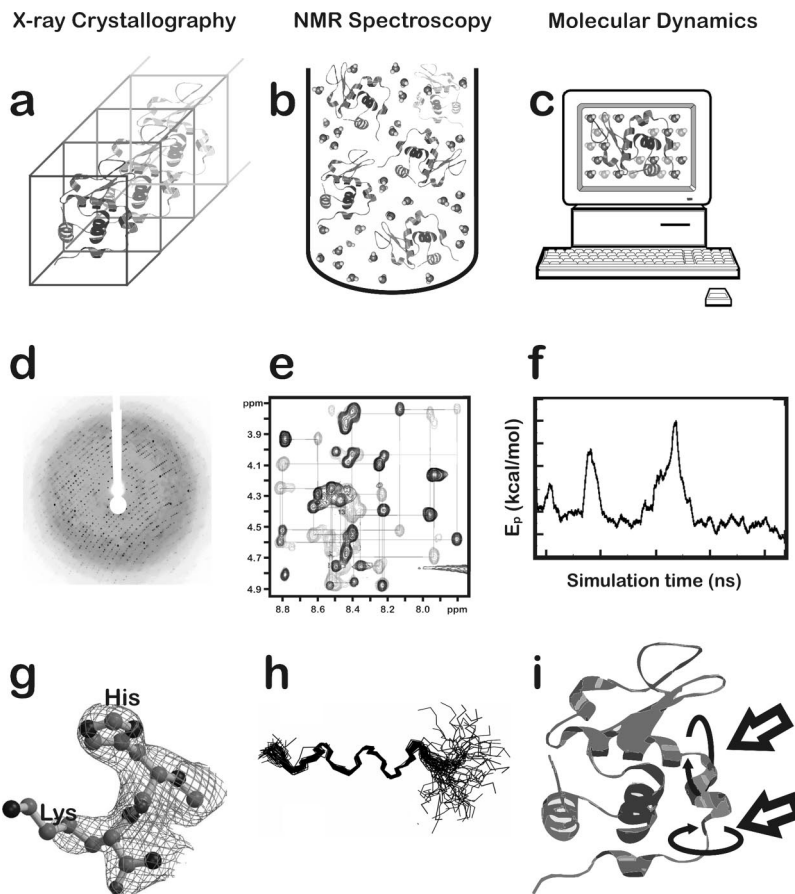 X-ray Crystallography
NMR Spectroscopy
Molecular Dynamics
a
b
c
d
e
f
ppm
3.9
4.1
4.3
4.5
4.7
4.9
8.8
8.6
8.4
8.2
8.0
ppm
Ep (kcal/mol)
Simulation time (ns)
g
h
i
His
Lys